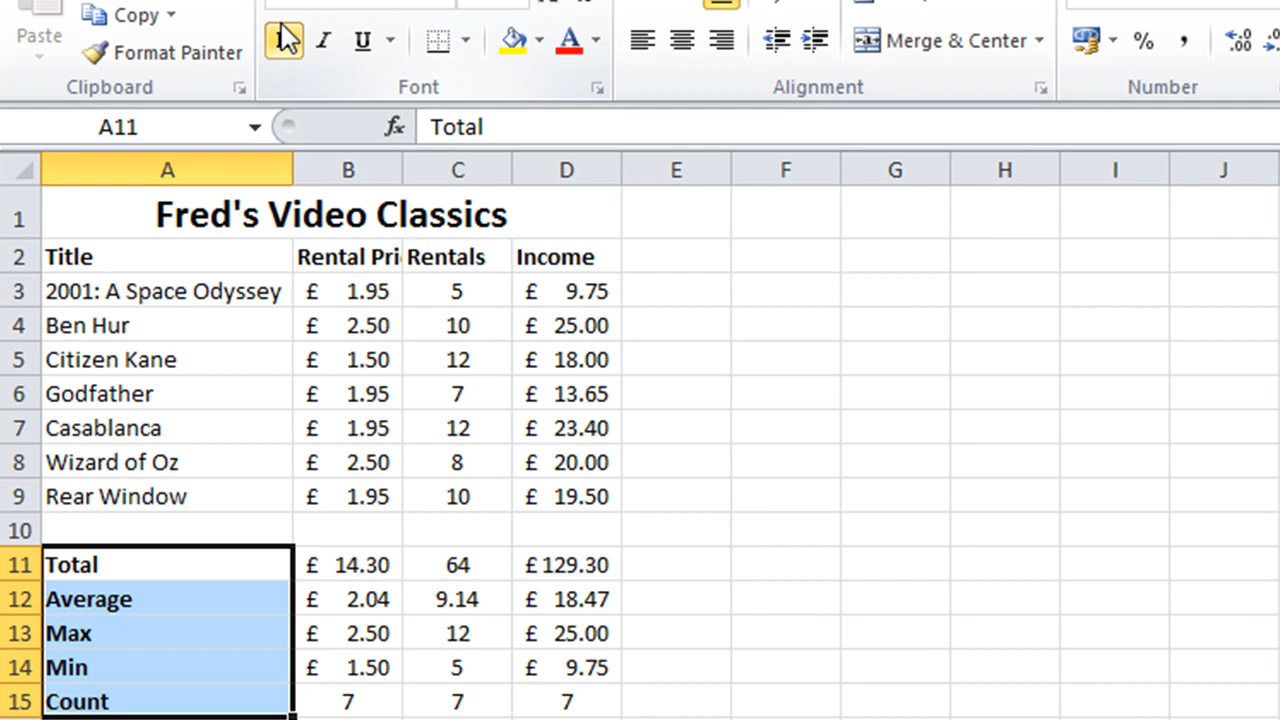 Copy
Paste
Format Painter
I U A
Merge & Center % ,
.00
Clipboard Font Alignment Number
A11 fx Total
A B C D E F G H I J
1 Fred's Video Classics
2 Title Rental Pri Rentals Income
3 2001: A Space Odyssey £ 1.95 5 £ 9.75
4 Ben Hur £ 2.50 10 £ 25.00
5 Citizen Kane £ 1.50 12 £ 18.00
6 Godfather £ 1.95 7 £ 13.65
7 Casablanca £ 1.95 12 £ 23.40
8 Wizard of Oz £ 2.50 8 £ 20.00
9 Rear Window £ 1.95 10 £ 19.50
10
11 Total £ 14.30 64 £129.30
12 Average £ 2.04 9.14 £ 18.47
13 Max £ 2.50 12 £ 25.00
14 Min £ 1.50 5 £ 9.75
15 Count 7 7 7